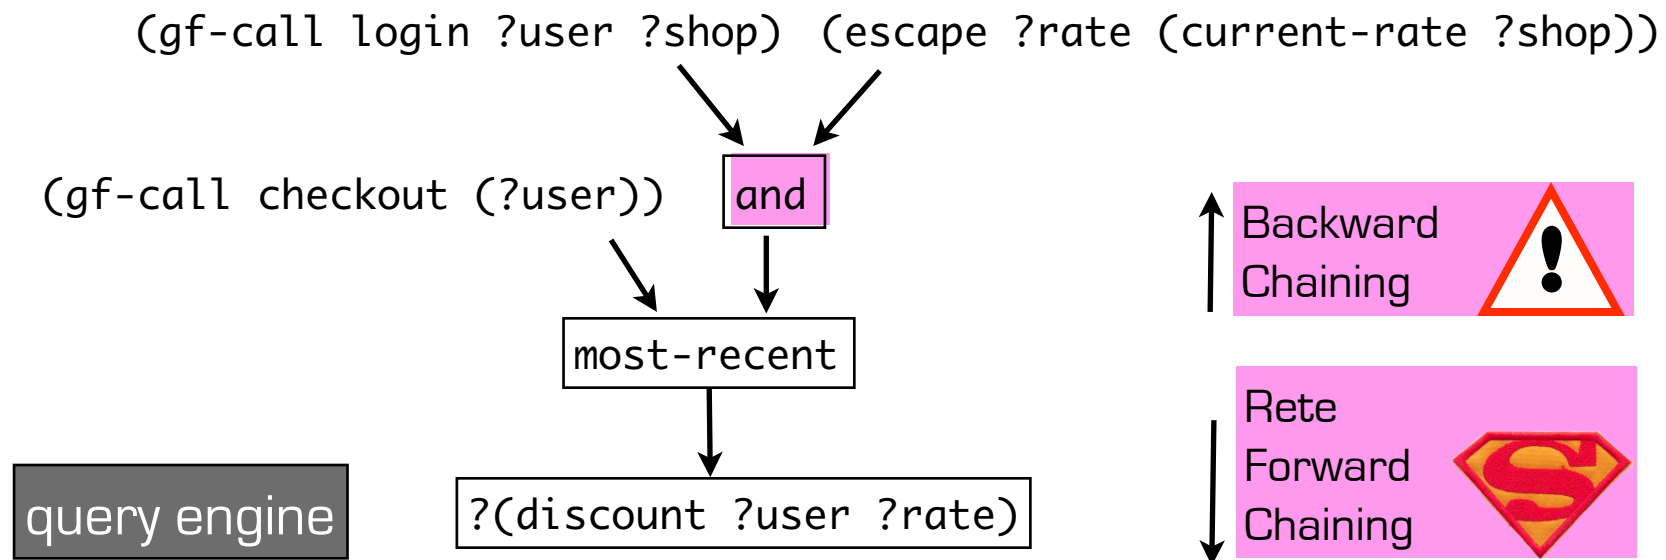 (gf-call login ?user ?shop) (escape ?rate (current-rate ?shop))
(gf-call checkout (?user))
and
Backward
Chaining
!
most-recent
Rete
Forward
Chaining
S
query engine
?(discount ?user ?rate)